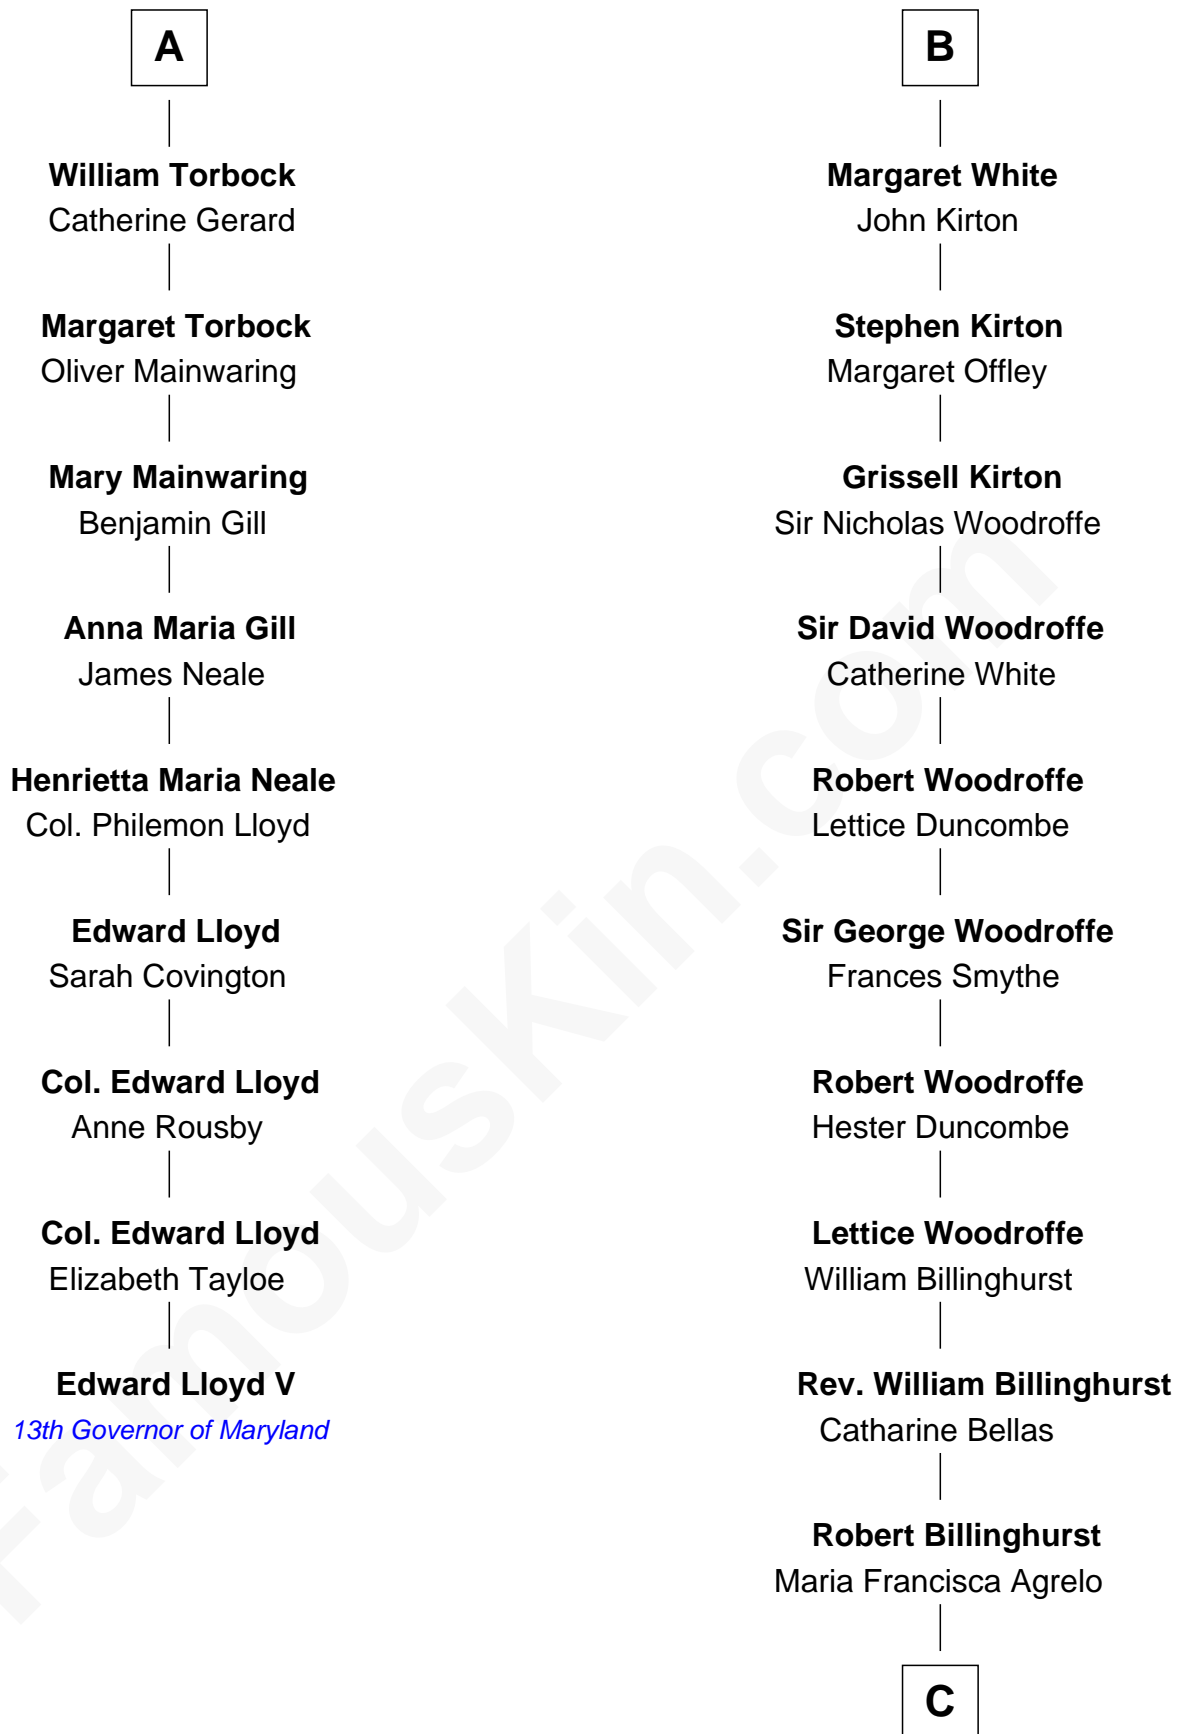 A
William Torbock
Catherine Gerard
Margaret Torbock
Oliver Mainwaring
Mary Mainwaring
Benjamin Gill
Anna Maria Gill
James Neale
Henrietta Maria Neale
Col. Philemon Lloyd
Edward Lloyd
Sarah Covington
Col. Edward Lloyd
Anne Rousby
Col. Edward Lloyd
Elizabeth Tayloe
Edward Lloyd V
13th Governor of Maryland
B
Margaret White
John Kirton
Stephen Kirton
Margaret Offley
Grissell Kirton
Sir Nicholas Woodroffe
Sir David Woodroffe
Catherine White
Robert Woodroffe
Lettice Duncombe
Sir George Woodroffe
Frances Smythe
Robert Woodroffe
Hester Duncombe
Lettice Woodroffe
William Billinghurst
Rev. William Billinghurst
Catharine Bellas
Robert Billinghurst
Maria Francisca Agrelo
C
FamousKin.com